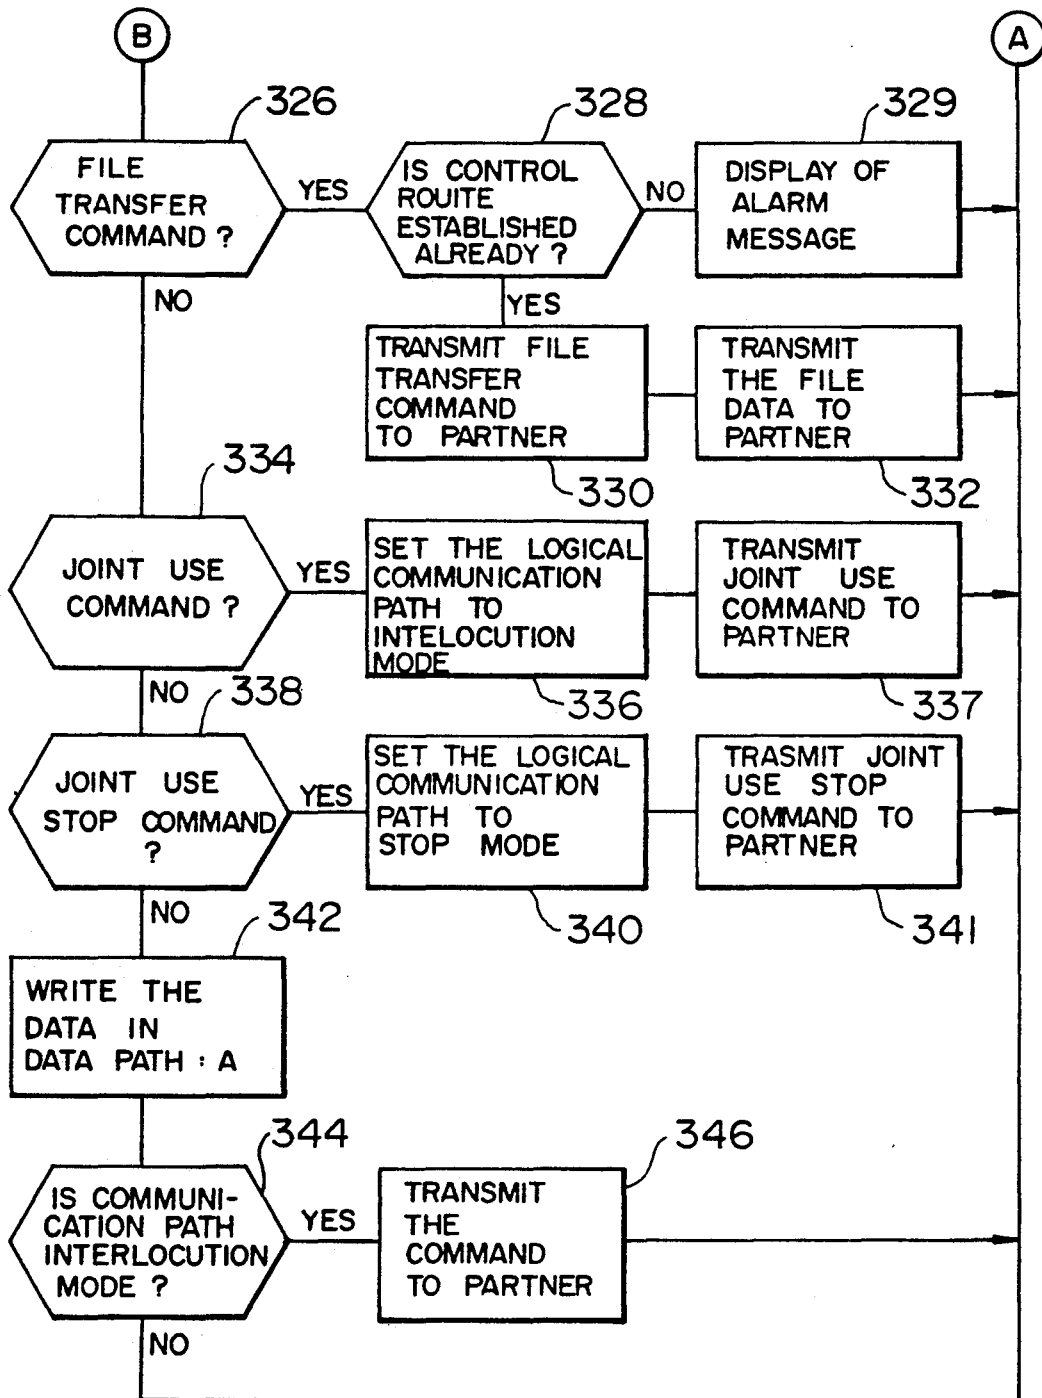 B
A
326
328
329
FILE
TRANSFER
COMMAND ?
YES
IS CONTROL
ROUITE
ESTABLISHED
ALREADY ?
NO
DISPLAY OF
ALARM
MESSAGE
NO
YES
TRANSMIT FILE
TRANSFER
COMMAND
TO PARTNER
TRANSMIT
THE FILE
DATA TO
PARTNER
334
330
332
JOINT USE
COMMAND ?
YES
SET THE LOGICAL
COMMUNICATION
PATH TO
INTELOCUTION
MODE
TRANSMIT
JOINT USE
COMMAND TO
PARTNER
NO
338
336
337
JOINT USE
STOP COMMAND
?
YES
SET THE LOGICAL
COMMUNICATION
PATH TO
STOP MODE
TRASMIT JOINT
USE STOP
COMMAND TO
PARTNER
NO
342
340
341
WRITE THE
DATA IN
DATA PATH : A
344
346
IS COMMUNI-
CATION PATH
INTERLOCUTION
MODE ?
YES
TRANSMIT
THE
COMMAND
TO PARTNER
NO